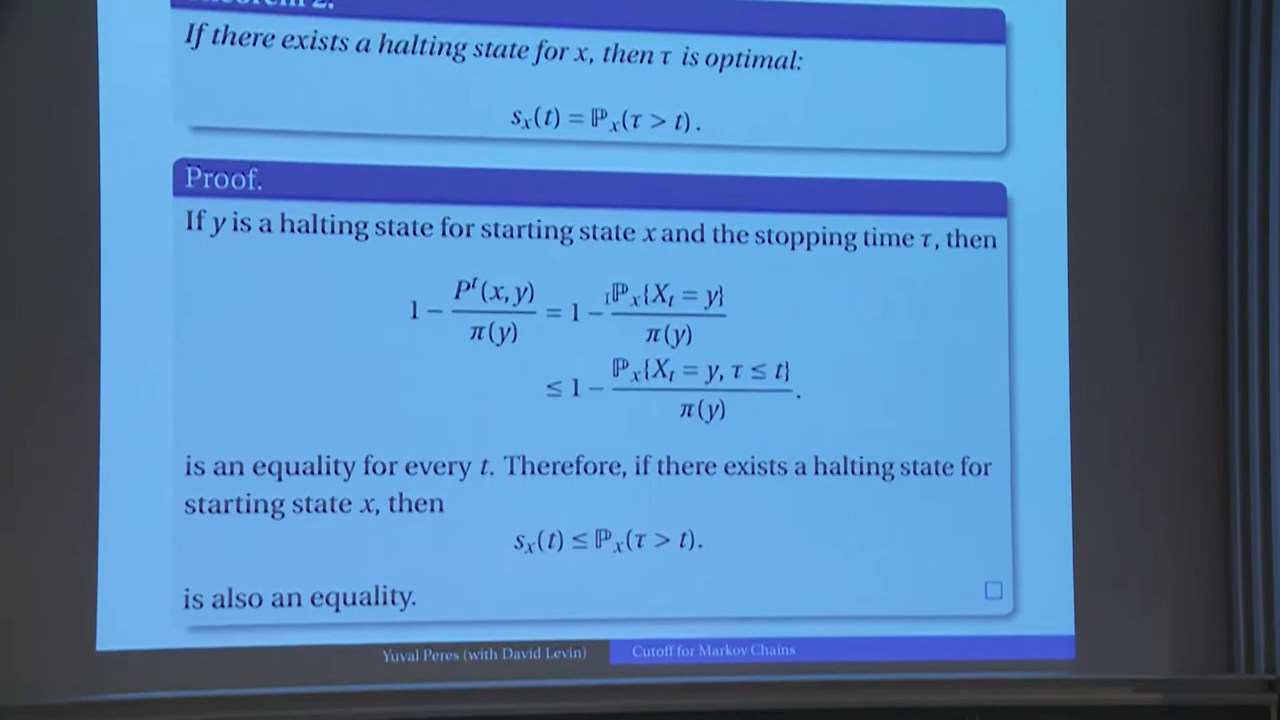 Theorem 2.
If there exists a halting state for x, then τ is optimal:
s_x(t) = ℙ_x(τ > t).
Proof.
If y is a halting state for starting state x and the stopping time τ, then
1 − P^t(x, y) / π(y) = 1 − ℙ_x{X_t = y} / π(y)
≤ 1 − ℙ_x{X_t = y, τ ≤ t} / π(y).
is an equality for every t. Therefore, if there exists a halting state for
starting state x, then
s_x(t) ≤ ℙ_x(τ > t).
is also an equality.
Yuval Peres (with David Levin) Cutoff for Markov Chains